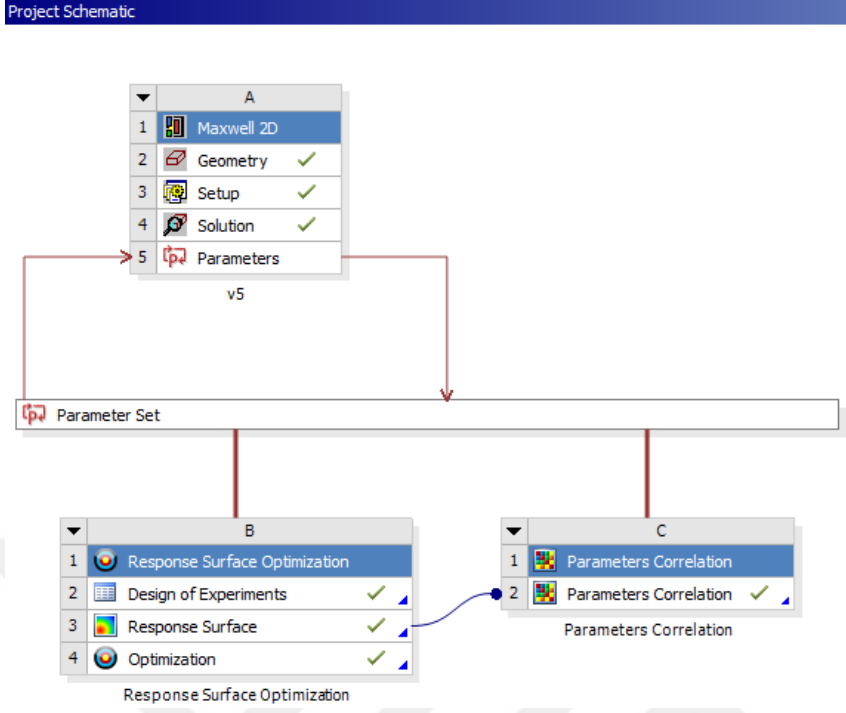 Project Schematic
A
1 Maxwell 2D
2 Geometry
3 Setup
4 Solution
5 Parameters
v5
Parameter Set
B
1 Response Surface Optimization
2 Design of Experiments
3 Response Surface
4 Optimization
Response Surface Optimization
C
1 Parameters Correlation
2 Parameters Correlation
Parameters Correlation